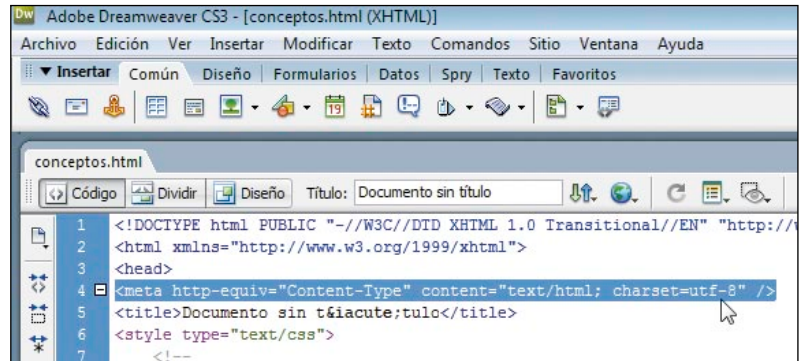 Dw Adobe Dreamweaver CS3 - [conceptos.html (XHTML)]
Archivo Edición Ver Insertar Modificar Texto Comandos Sitio Ventana Ayuda
▼ Insertar Común Diseño Formularios Datos Spry Texto Favoritos
19
conceptos.html
Código Dividir Diseño Título: Documento sin título
1 <!DOCTYPE html PUBLIC "-//W3C//DTD XHTML 1.0 Transitional//EN" "http://
2 <html xmlns="http://www.w3.org/1999/xhtml">
3 <head>
4 <meta http-equiv="Content-Type" content="text/html; charset=utf-8" />
5 <title>Documento sin t&iacute;tulo</title>
6 <style type="text/css">
7 <!--